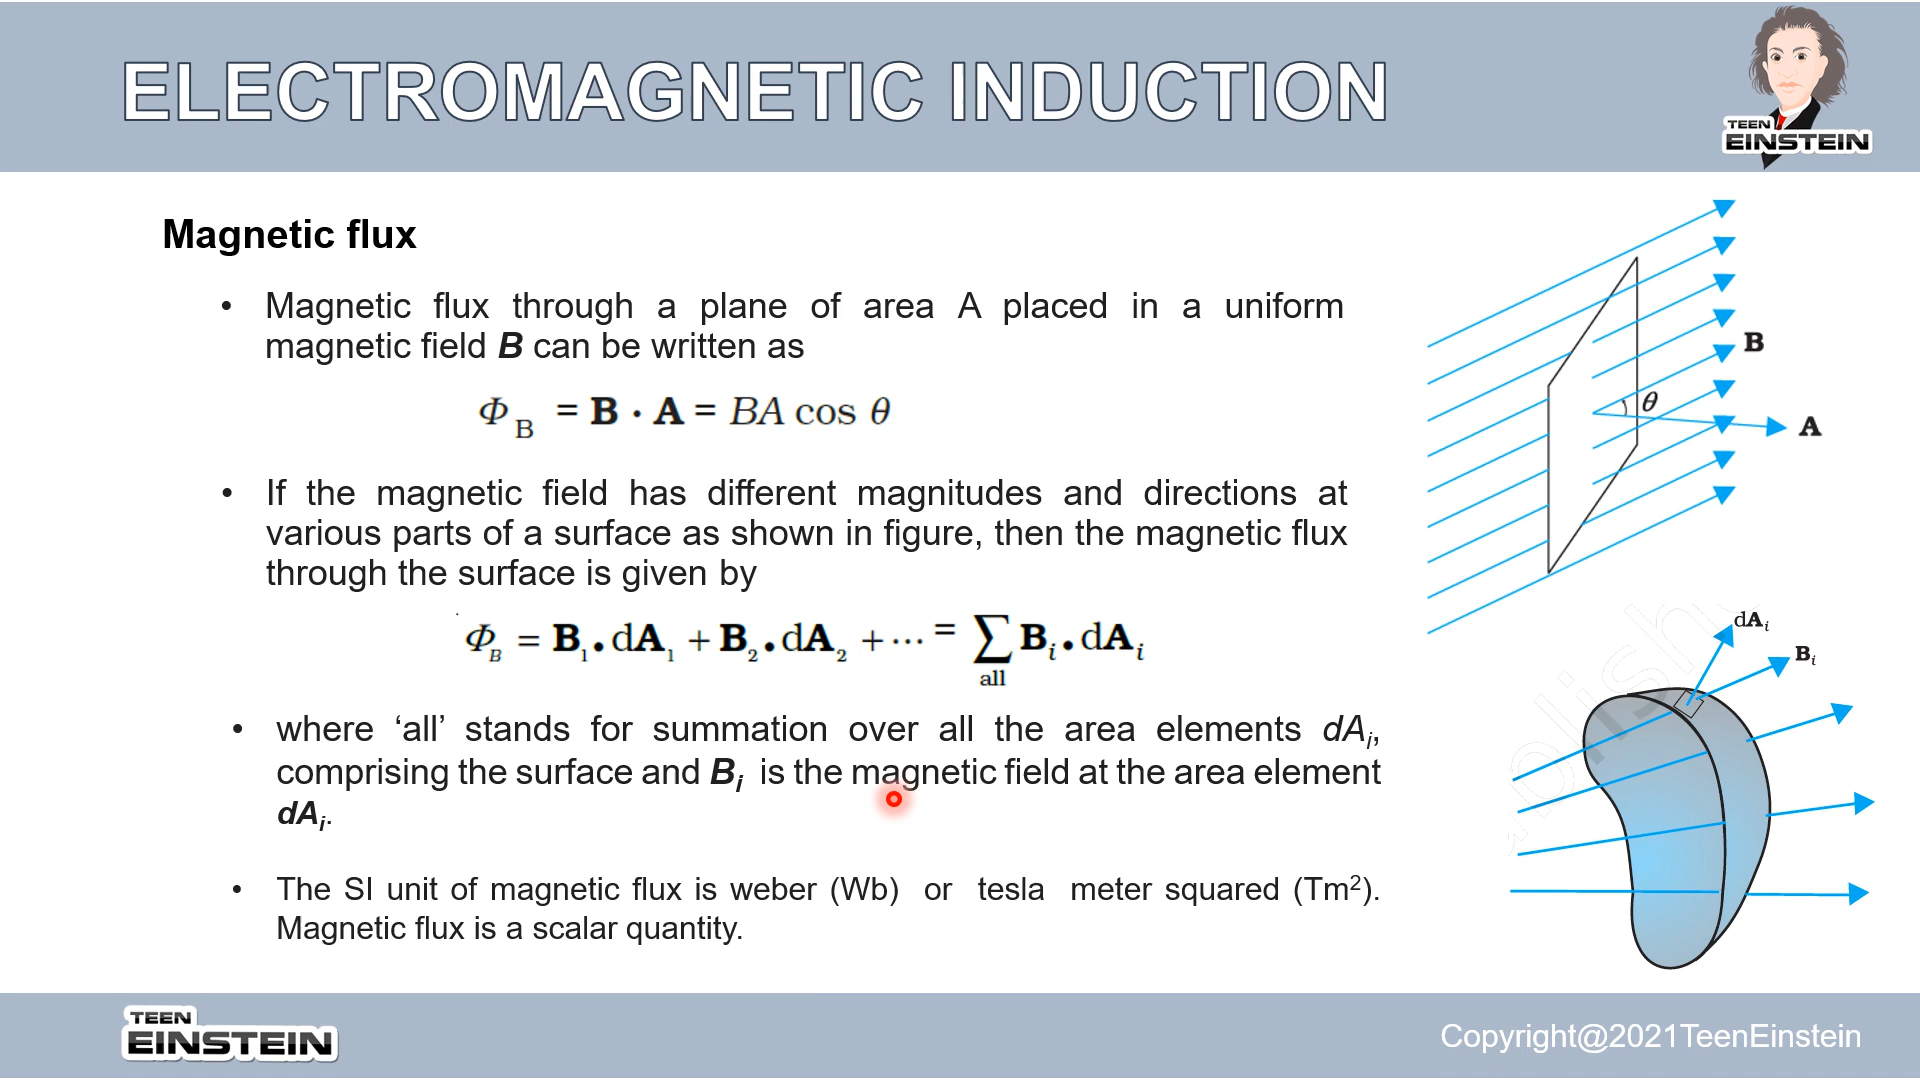 ELECTROMAGNETIC INDUCTION
TEEN
EINSTEIN
Magnetic flux
• Magnetic flux through a plane of area A placed in a uniform
magnetic field B can be written as
Φ_B = B · A = BA cos θ
• If the magnetic field has different magnitudes and directions at
various parts of a surface as shown in figure, then the magnetic flux
through the surface is given by
Φ_B = B₁ • dA₁ + B₂ • dA₂ + ... = ∑ B_i • dA_i
all
• where ‘all’ stands for summation over all the area elements dA_i,
comprising the surface and B_i is the magnetic field at the area element
dA_i.
• The SI unit of magnetic flux is weber (Wb) or tesla meter squared (Tm²).
Magnetic flux is a scalar quantity.
B
θ
A
dA_i
B_i
TEEN
EINSTEIN
Copyright@2021TeenEinstein